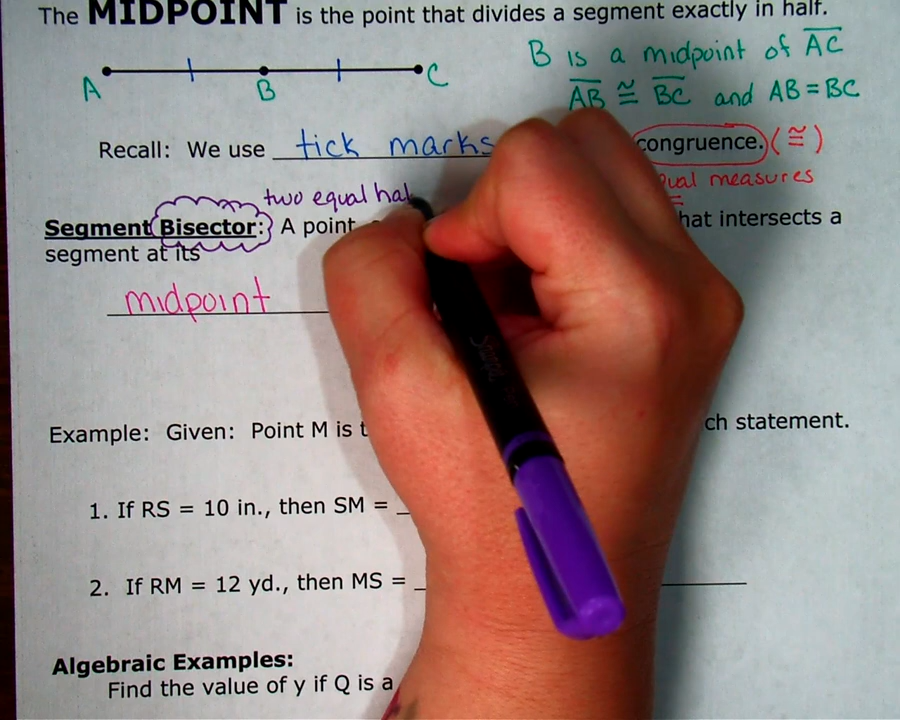 The MIDPOINT is the point that divides a segment exactly in half.
B is a midpoint of AC
A B C
AB ≅ BC and AB = BC
Recall: We use tick marks congruence. (≅)
measures
two equal hal
Segment Bisector: A point hat intersects a
segment at its
midpoint
Example: Given: Point M is ch statement.
1. If RS = 10 in., then SM = _
2. If RM = 12 yd., then MS = _
Algebraic Examples:
Find the value of y if Q is a